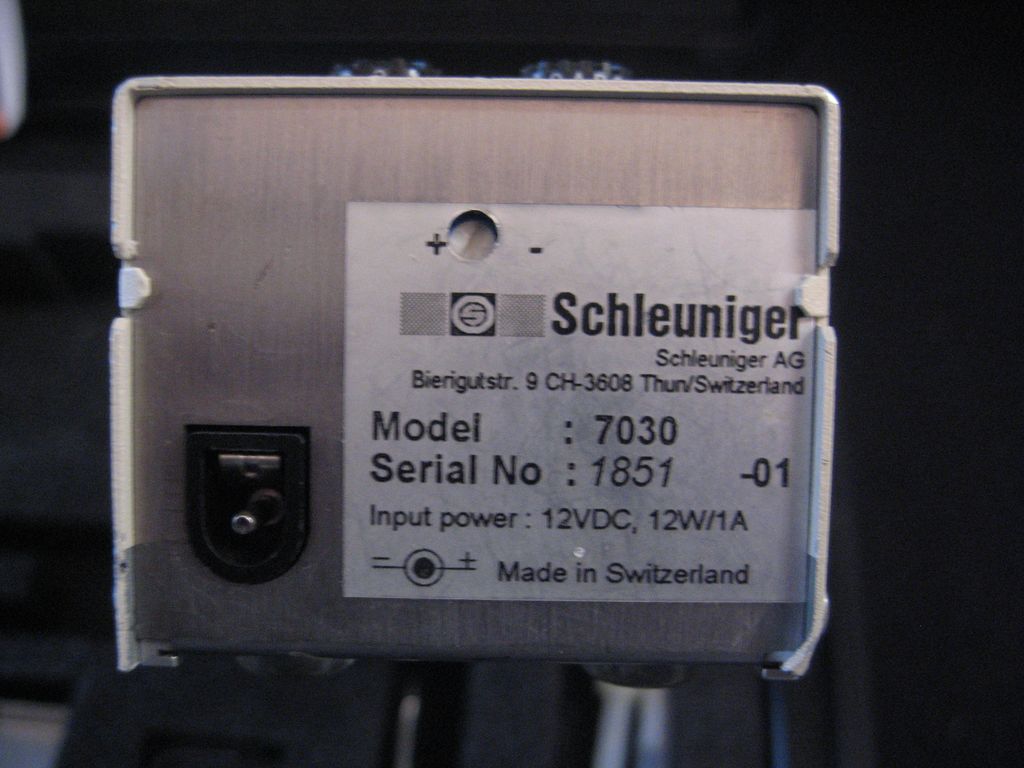 + -
Schleuniger
Schleuniger AG
Bierigutstr. 9 CH-3608 Thun/Switzerland
Model : 7030
Serial No : 1851 -01
Input power : 12VDC, 12W/1A
Made in Switzerland